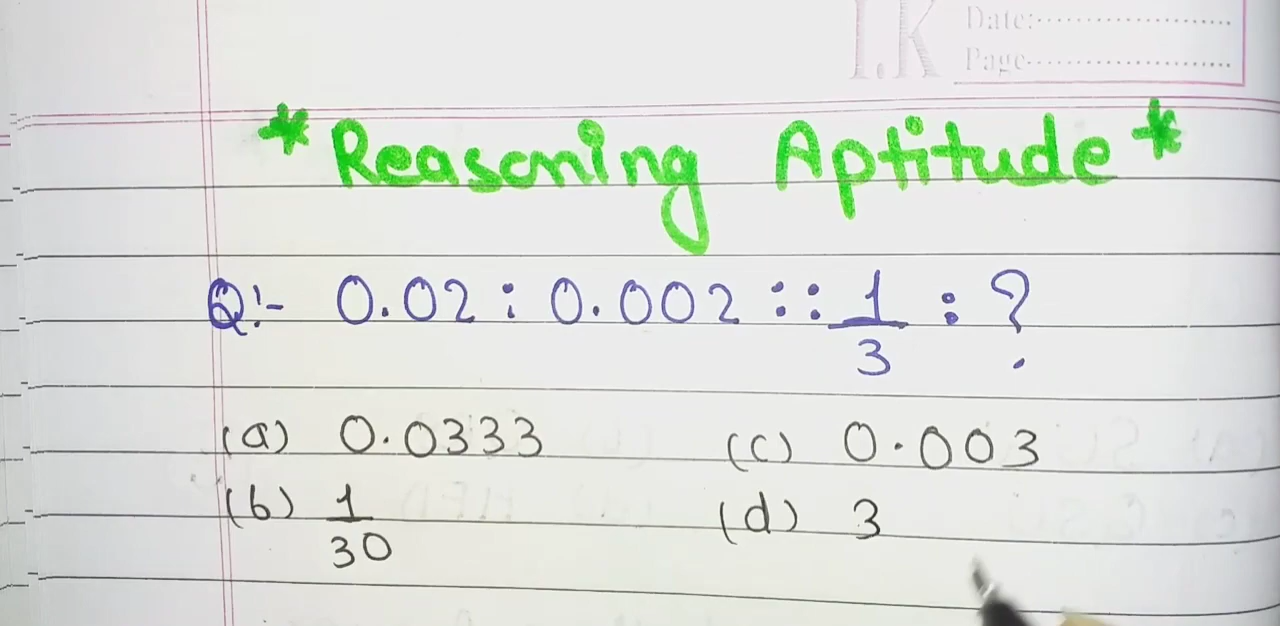 I.K
Date:
Page
* Reasoning Aptitude *
Q:- 0.02 : 0.002 :: 1/3 : ?
(a) 0.0333 (c) 0.003
(b) 1/30 (d) 3